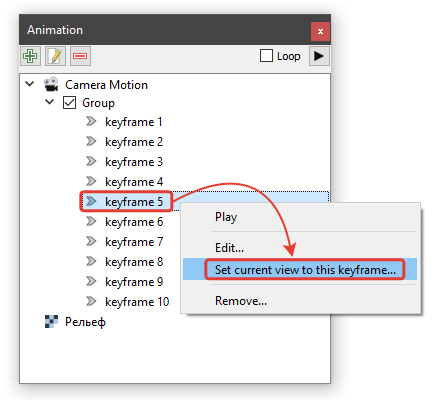 Animation
Loop
Camera Motion
Group
keyframe 1
keyframe 2
keyframe 3
keyframe 4
keyframe 5
keyframe 6
keyframe 7
keyframe 8
keyframe 9
keyframe 10
Рельеф
Play
Edit...
Set current view to this keyframe...
Remove...